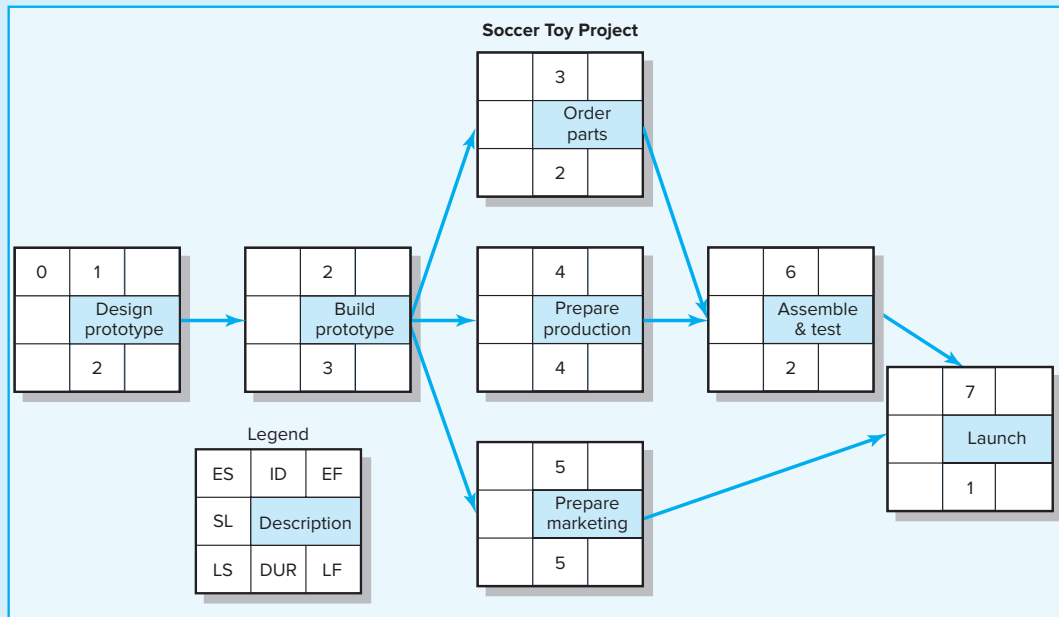 Soccer Toy Project
3
Order
parts
2
0 1
Design
prototype
2
2
Build
prototype
3
4
Prepare
production
4
6
Assemble
& test
2
7
Launch
1
5
Prepare
marketing
5
Legend
ES ID EF
SL Description
LS DUR LF